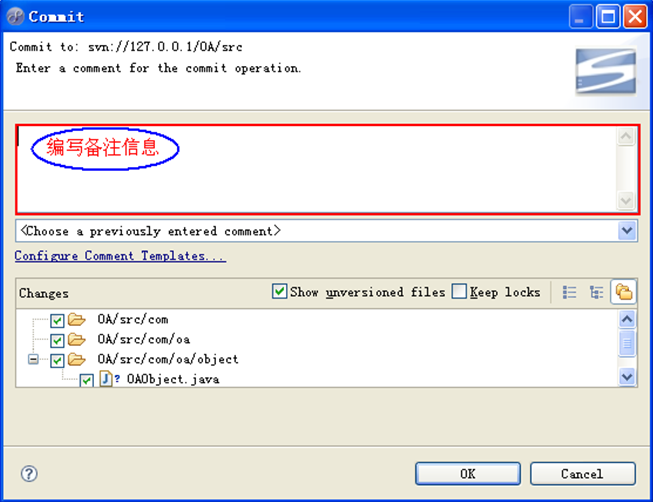 Commit
Commit to: svn://127.0.0.1/OA/src
Enter a comment for the commit operation.
编写备注信息
<Choose a previously entered comment>
Configure Comment Templates...
Changes
Show unversioned files
Keep locks
OA/src/com
OA/src/com/oa
OA/src/com/oa/object
J? OAObject.java
?
OK
Cancel